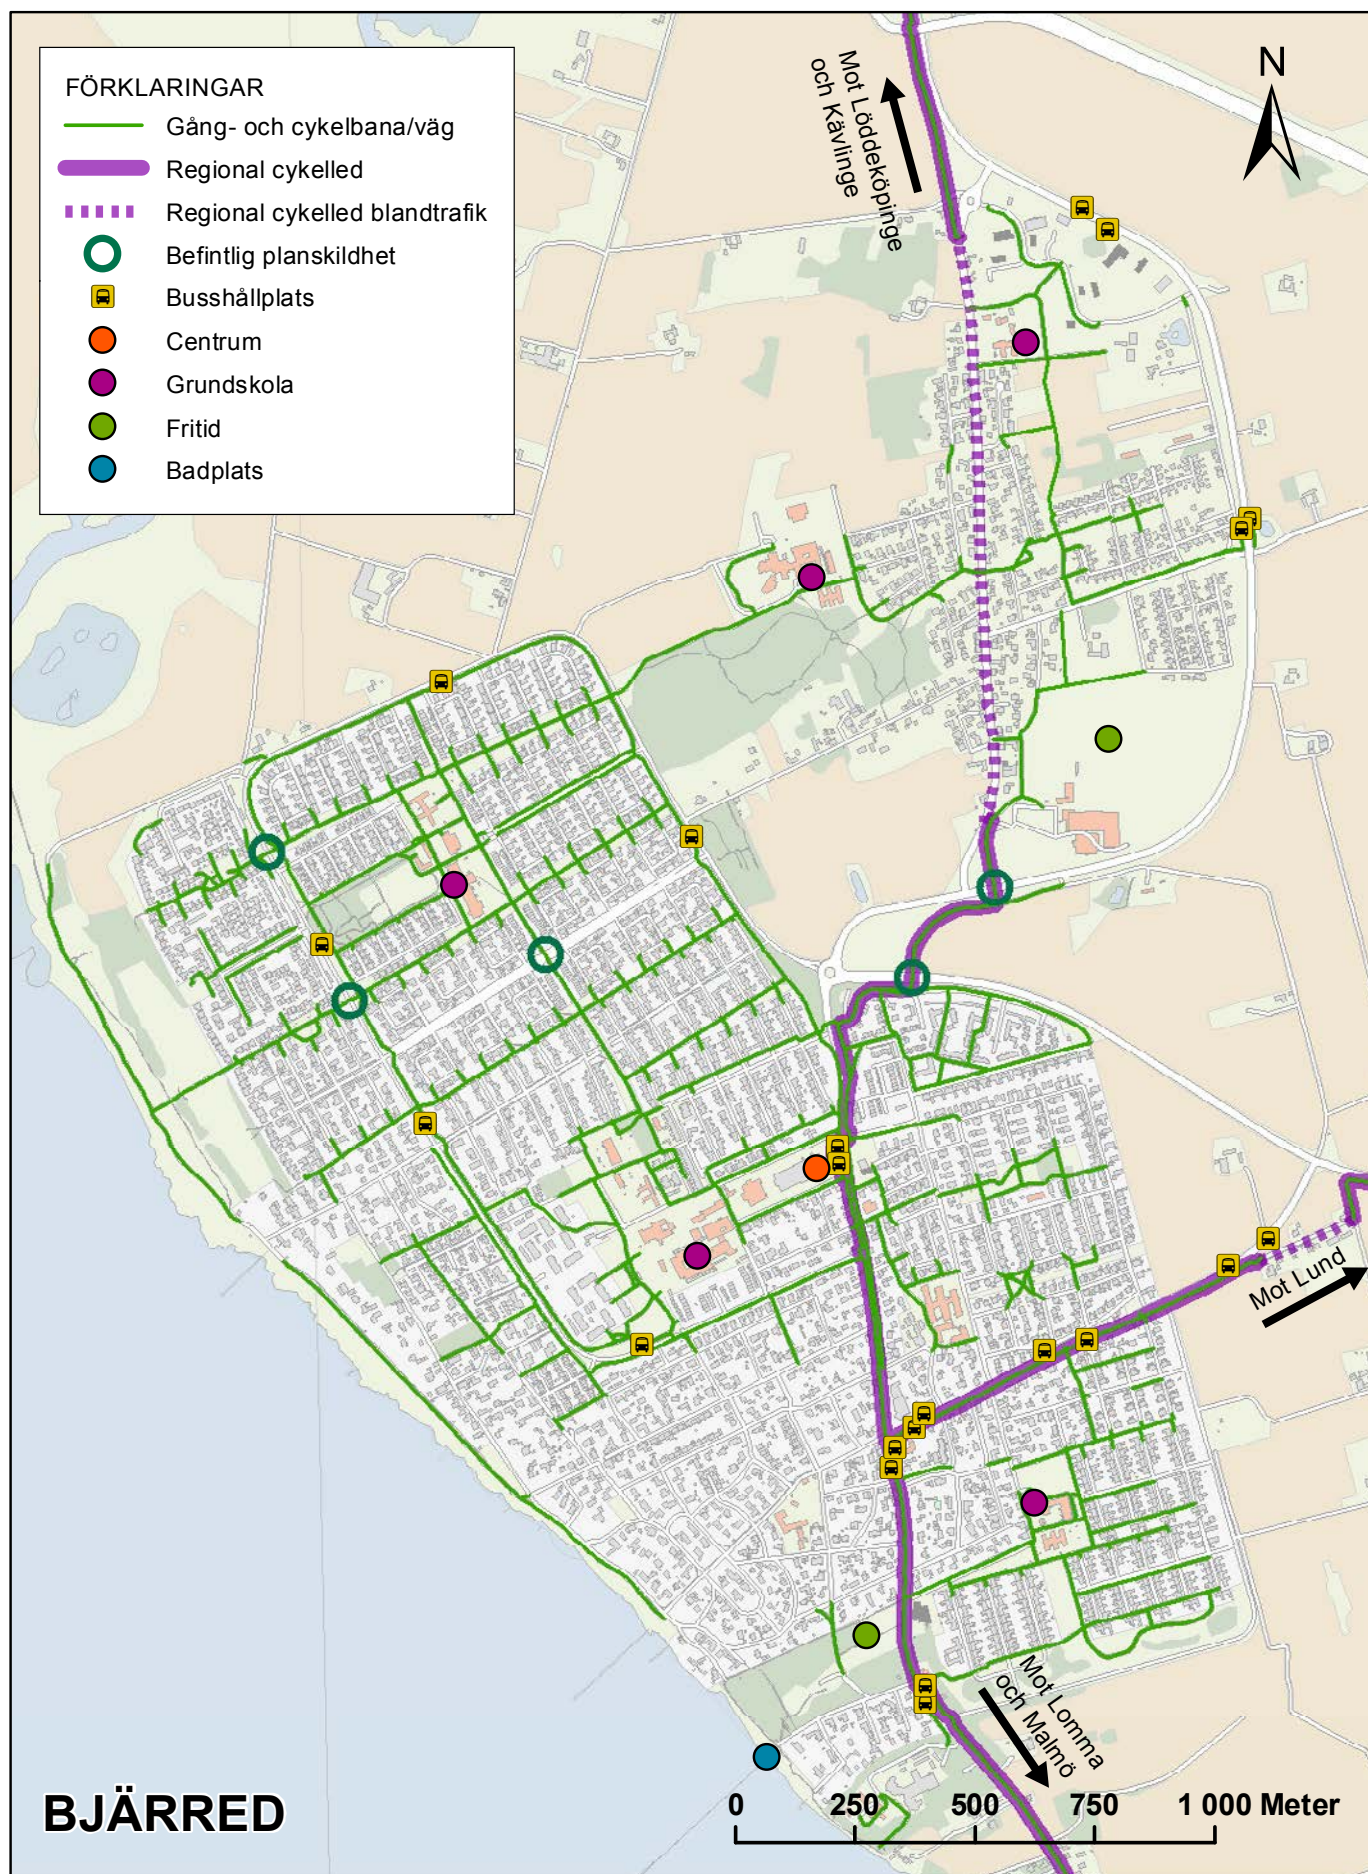 FÖRKLARINGAR
Gång- och cykelbana/väg
Regional cykelled
Regional cykelled blandtrafik
Befintlig planskildhet
Busshållplats
Centrum
Grundskola
Fritid
Badplats
Mot Löddeköpinge
och Kävlinge
N
Mot Lund
Mot Lomma
och Malmö
BJÄRRED
0 250 500 750 1 000 Meter